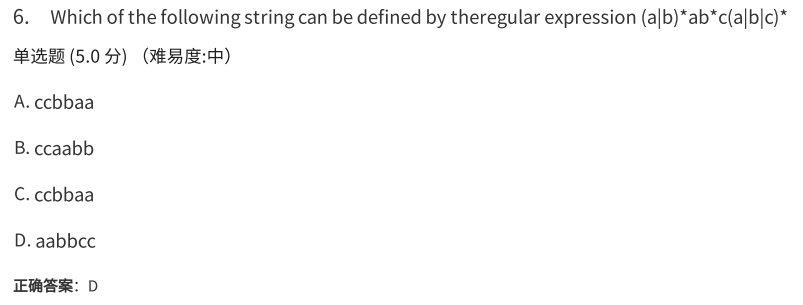 6. Which of the following string can be defined by theregular expression (a|b)*ab*c(a|b|c)*
单选题 (5.0 分) （难易度:中）
A. ccbbaa
B. ccaabb
C. ccbbaa
D. aabbcc
正确答案：D